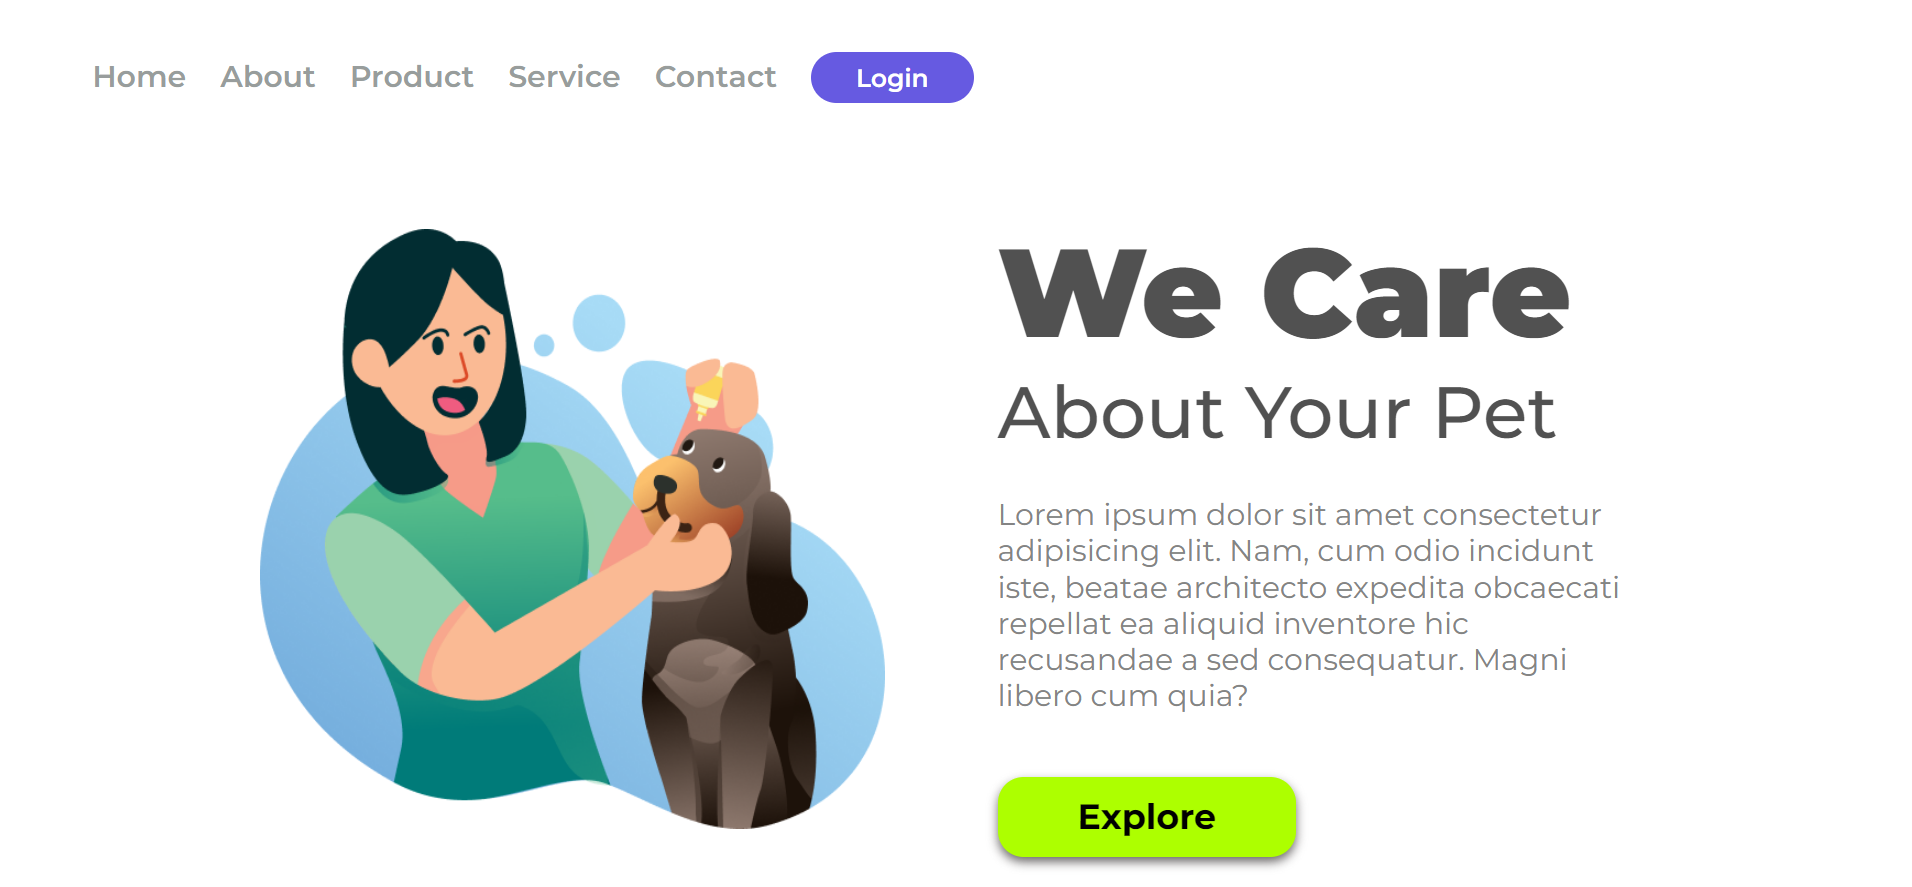 Home About Product Service Contact Login
We Care
About Your Pet
Lorem ipsum dolor sit amet consectetur
adipisicing elit. Nam, cum odio incidunt
iste, beatae architecto expedita obcaecati
repellat ea aliquid inventore hic
recusandae a sed consequatur. Magni
libero cum quia?
Explore